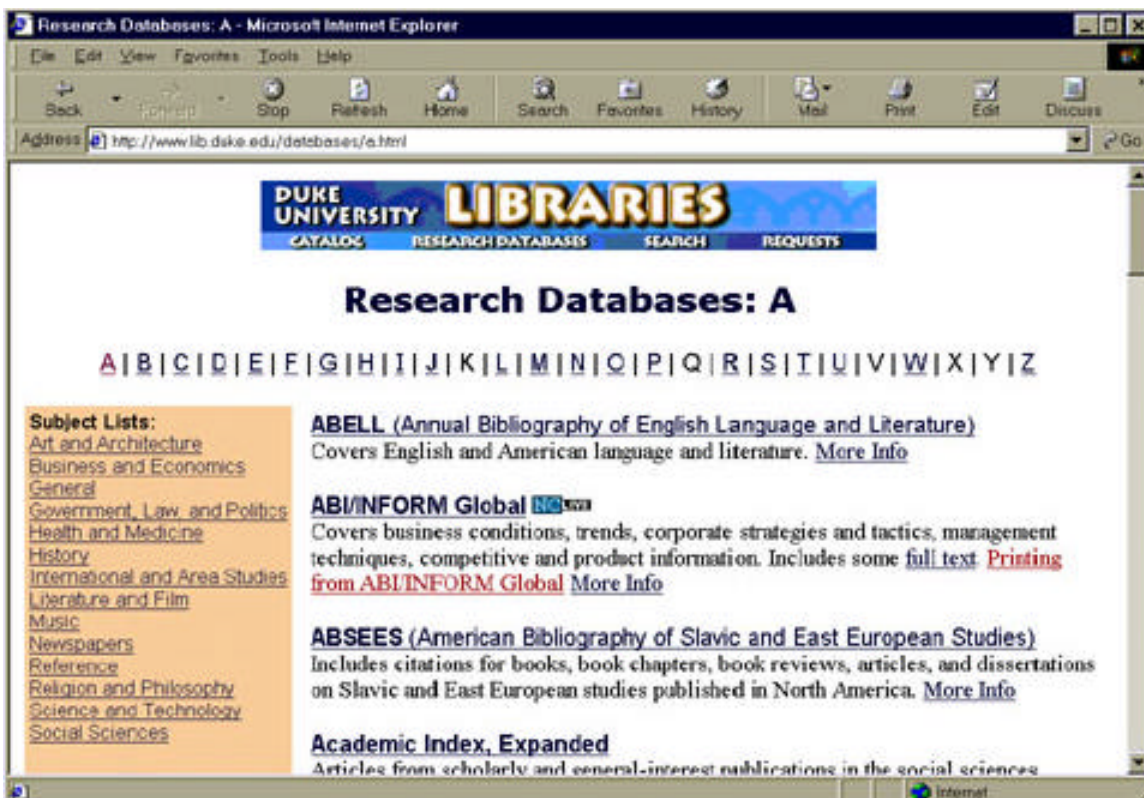 Research Databases: A - Microsoft Internet Explorer
File Edit View Favorites Tools Help
Back Forward Stop Refresh Home Search Favorites History Mail Print Edit Discuss
Address http://www.lib.duke.edu/databases/a.html Go
DUKE UNIVERSITY LIBRARIES
CATALOG RESEARCH DATABASES SEARCH REQUESTS
Research Databases: A
A | B | C | D | E | F | G | H | I | J | K | L | M | N | O | P | Q | R | S | T | U | V | W | X | Y | Z
Subject Lists:
Art and Architecture
Business and Economics
General
Government, Law, and Politics
Health and Medicine
History
International and Area Studies
Literature and Film
Music
Newspapers
Reference
Religion and Philosophy
Science and Technology
Social Sciences
ABELL (Annual Bibliography of English Language and Literature)
Covers English and American language and literature. More Info
ABI/INFORM Global NC LIVE
Covers business conditions, trends, corporate strategies and tactics, management
techniques, competitive and product information. Includes some full text. Printing
from ABI/INFORM Global More Info
ABSEES (American Bibliography of Slavic and East European Studies)
Includes citations for books, book chapters, book reviews, articles, and dissertations
on Slavic and East European studies published in North America. More Info
Academic Index, Expanded
Articles from scholarly and general-interest publications in the social sciences
Internet